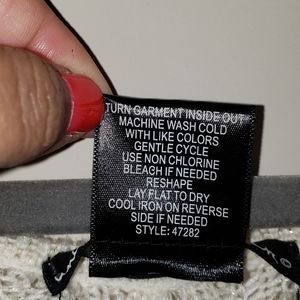 TURN GARMENT INSIDE OUT
MACHINE WASH COLD
WITH LIKE COLORS
GENTLE CYCLE
USE NON CHLORINE
BLEACH IF NEEDED
RESHAPE
LAY FLAT TO DRY
COOL IRON ON REVERSE
SIDE IF NEEDED
STYLE: 47282